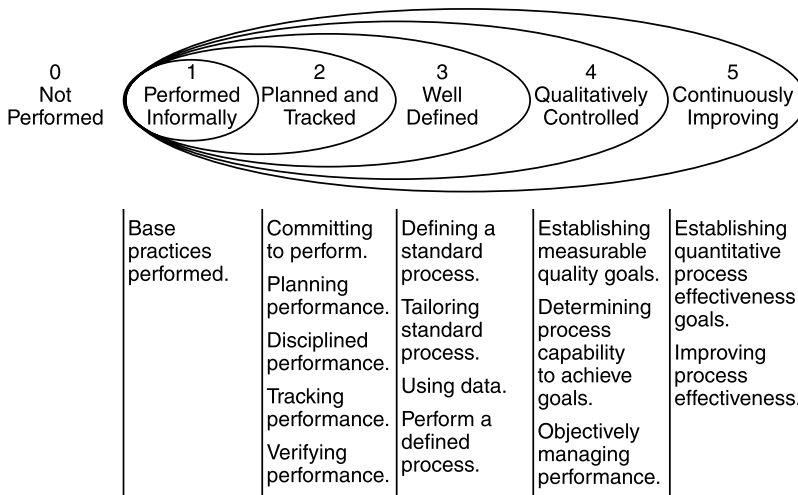 0
Not
Performed
1
Performed
Informally
2
Planned and
Tracked
3
Well
Defined
4
Qualitatively
Controlled
5
Continuously
Improving
Base
practices
performed.
Committing
to perform.
Planning
performance.
Disciplined
performance.
Tracking
performance.
Verifying
performance.
Defining a
standard
process.
Tailoring
standard
process.
Using data.
Perform a
defined
process.
Establishing
measurable
quality goals.
Determining
process
capability
to achieve
goals.
Objectively
managing
performance.
Establishing
quantitative
process
effectiveness
goals.
Improving
process
effectiveness.